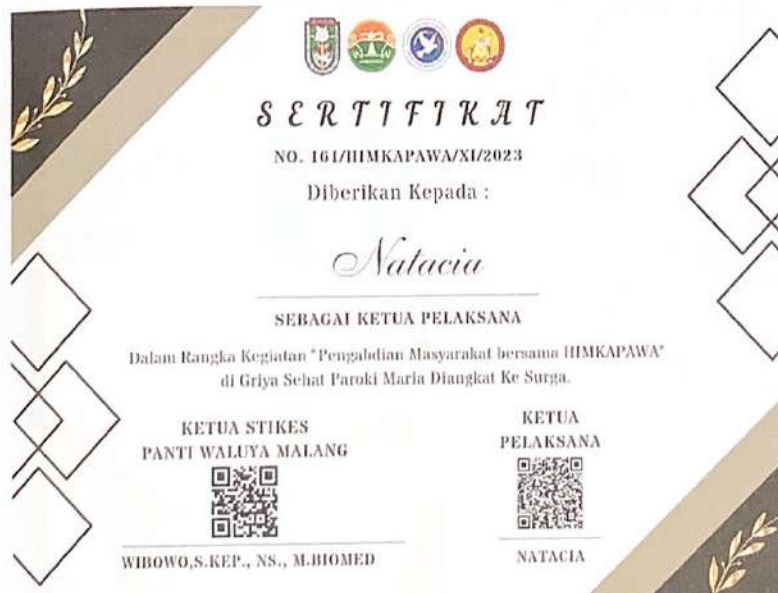 SERTIFIKAT
NO. 161/HIMKAPAWA/XI/2023
Diberikan Kepada :
Natacia
SEBAGAI KETUA PELAKSANA
Dalam Rangka Kegiatan "Pengabdian Masyarakat bersama HIMKAPAWA"
di Griya Sehat Paroki Maria Diangkat Ke Surga.
KETUA STIKES
PANTI WALUYA MALANG
WIBOWO,S.KEP., NS., M.BIOMED
KETUA
PELAKSANA
NATACIA